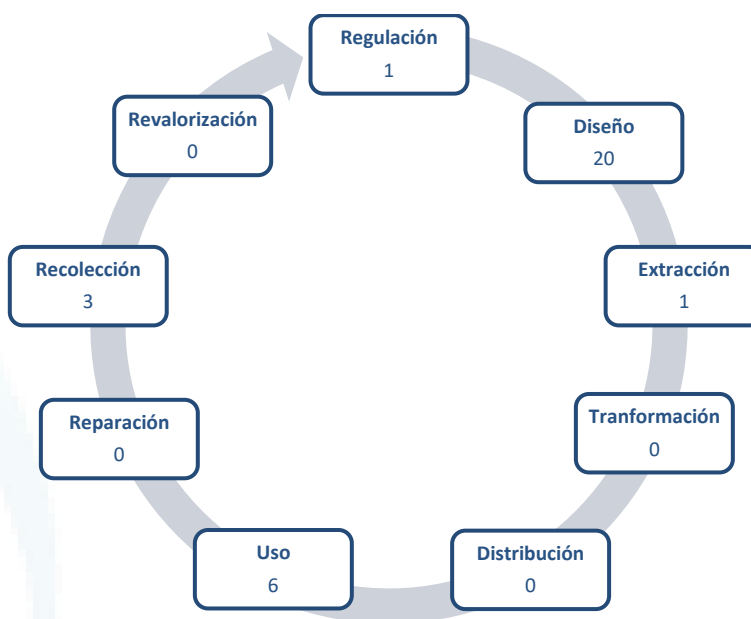 Regulación
1
Diseño
20
Extracción
1
Tranformación
0
Distribución
0
Uso
6
Reparación
0
Recolección
3
Revalorización
0